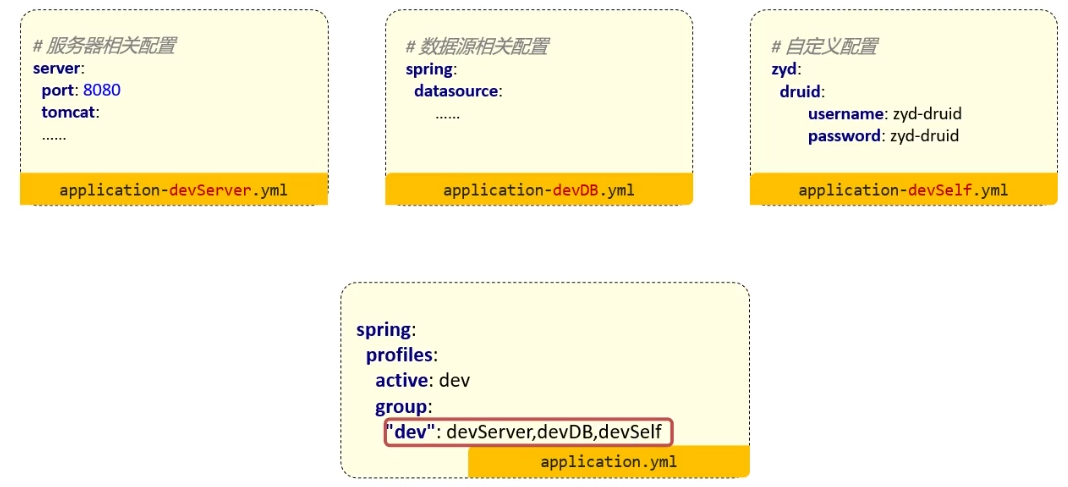 # 服务器相关配置
server:
port: 8080
tomcat:
......
application-devServer.yml
# 数据源相关配置
spring:
datasource:
......
application-devDB.yml
# 自定义配置
zyd:
druid:
username: zyd-druid
password: zyd-druid
application-devSelf.yml
spring:
profiles:
active: dev
group:
"dev": devServer,devDB,devSelf
application.yml